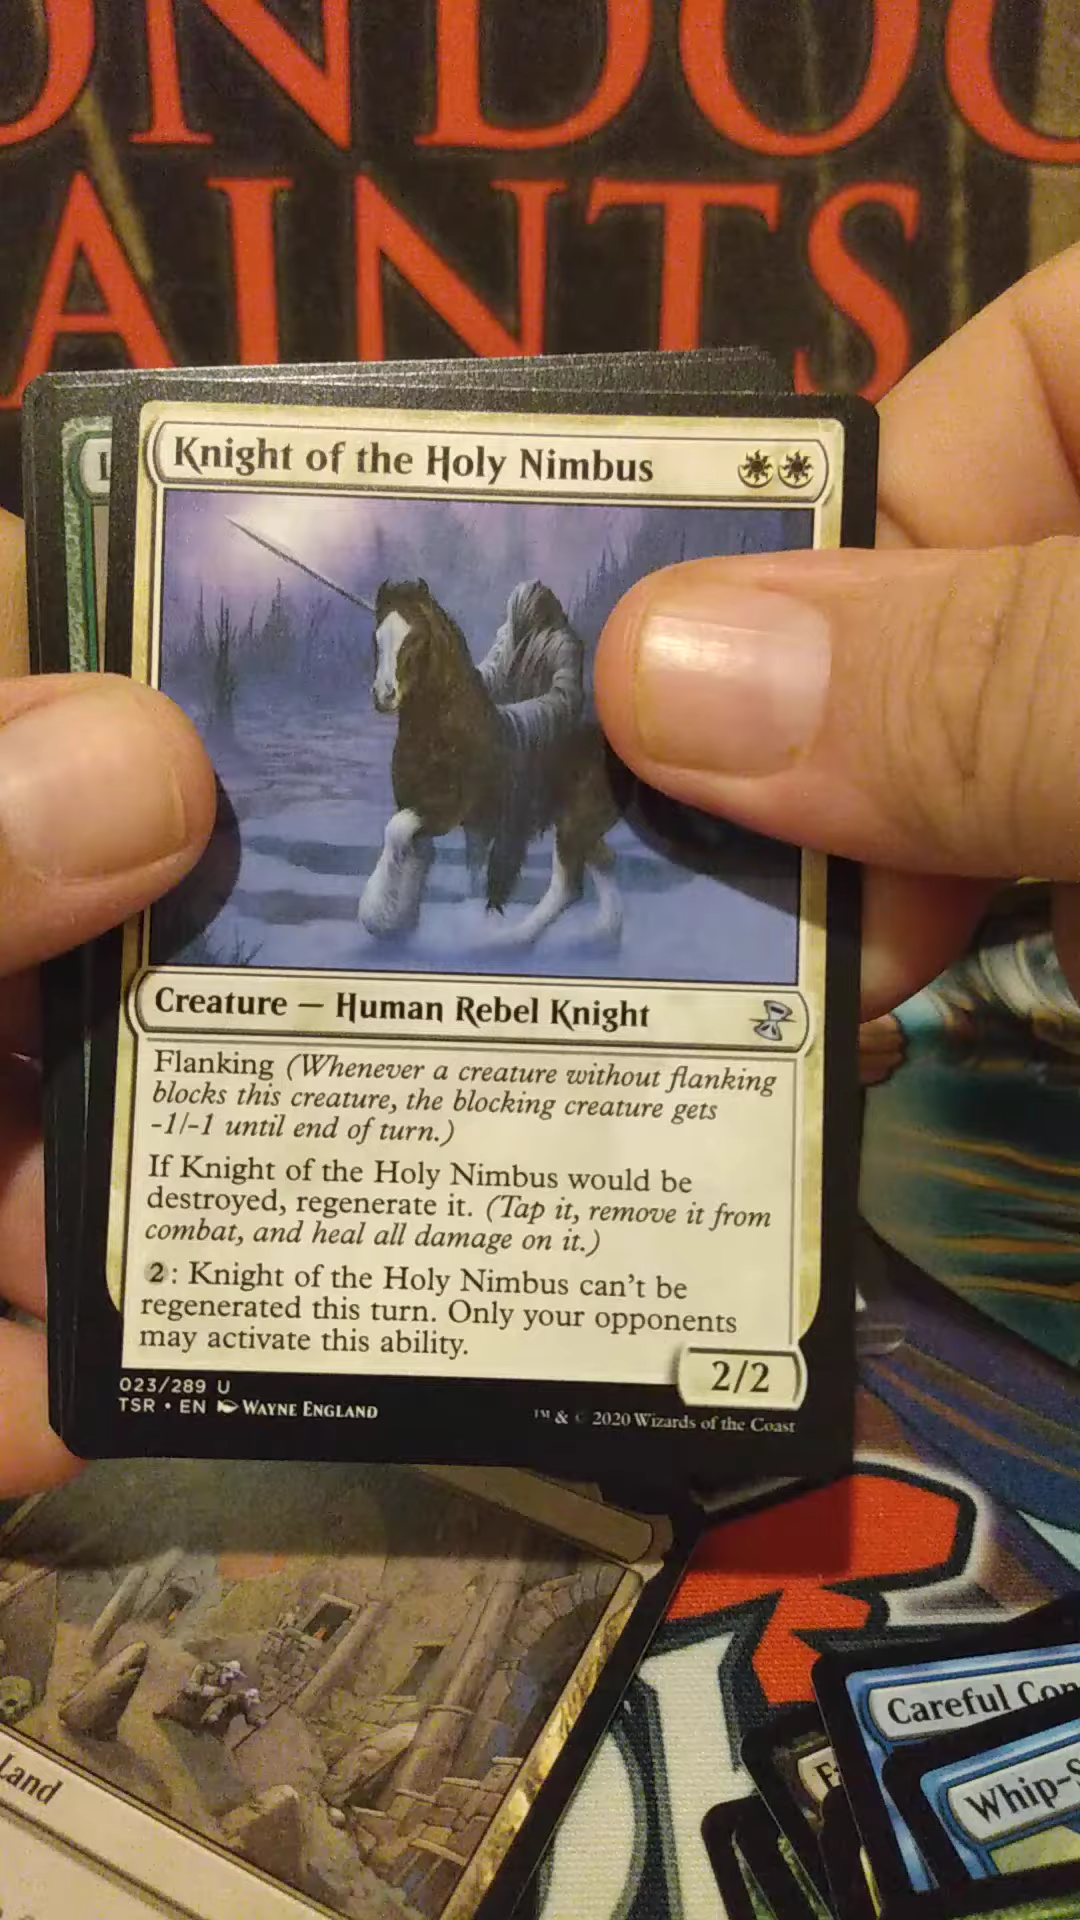 ONDOC
AINTS
L
Knight of the Holy Nimbus
Creature — Human Rebel Knight
Flanking (Whenever a creature without flanking
blocks this creature, the blocking creature gets
-1/-1 until end of turn.)
If Knight of the Holy Nimbus would be
destroyed, regenerate it. (Tap it, remove it from
combat, and heal all damage on it.)
2: Knight of the Holy Nimbus can't be
regenerated this turn. Only your opponents
may activate this ability.
2/2
023/289 U
TSR • EN WAYNE ENGLAND
™ & © 2020 Wizards of the Coast
Land
Careful Con
Whip-S